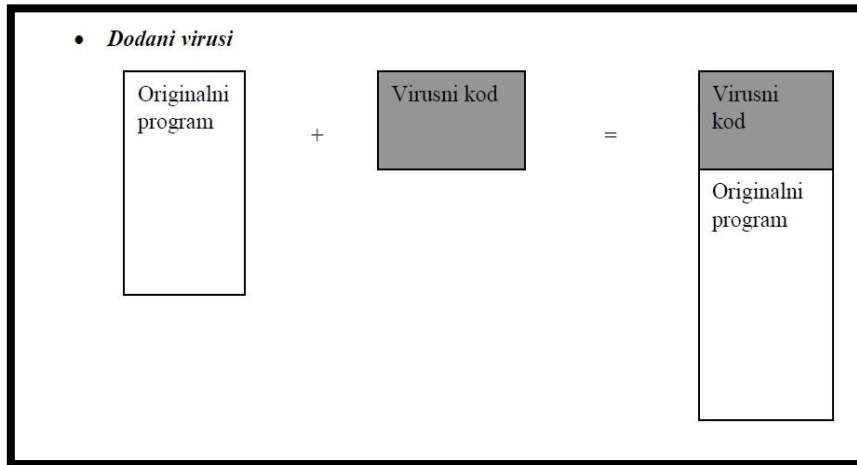 • Dodani virusi
Originalni
program
+
Virusni kod
=
Virusni
kod
Originalni
program